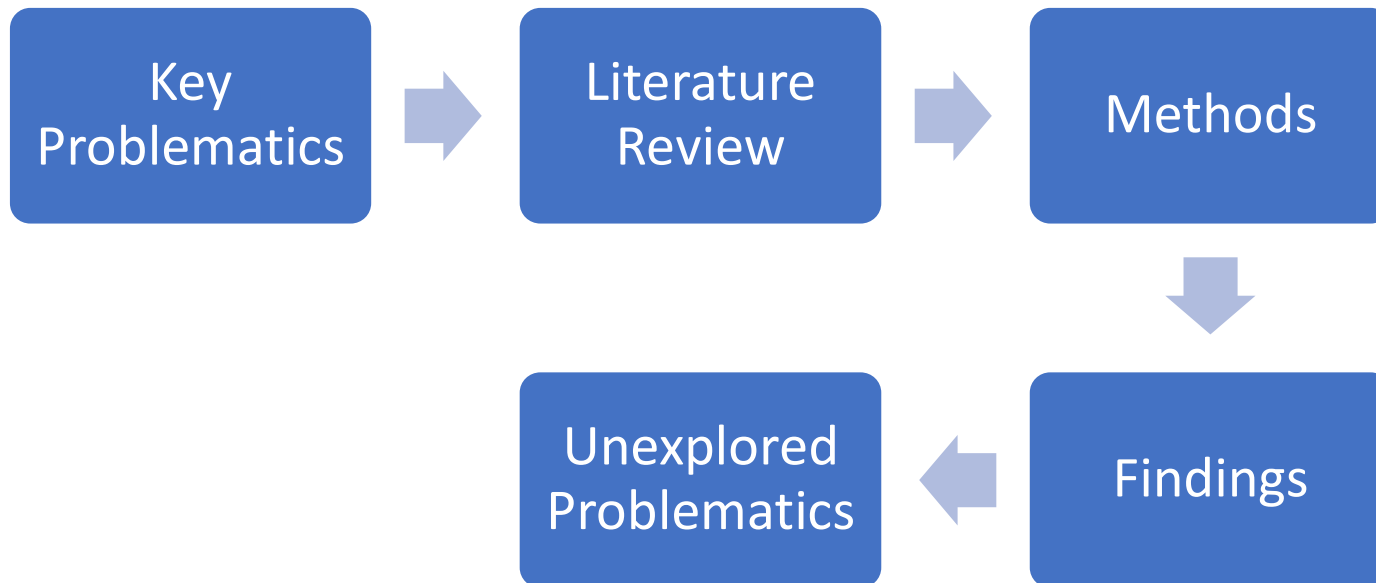 Key
Problematics
Literature
Review
Methods
Findings
Unexplored
Problematics